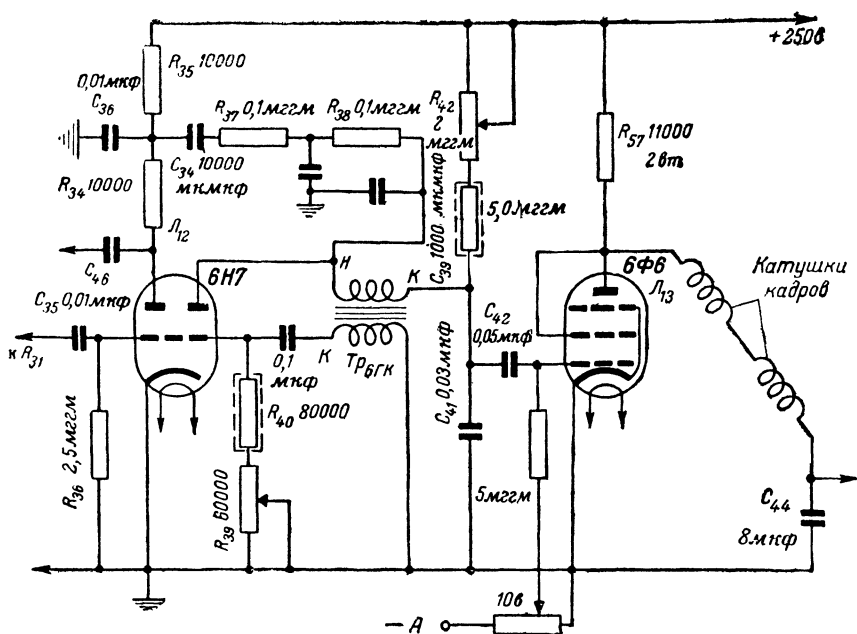 +250в
R35 10000
0,01мкф
C36
R37 0,1мггм
R38 0,1мггм
R42
2
мггм
R57 11000
2вт
C34 10000
мкмкф
R34 10000
Л12
C39 1000 мкмкф
5,0мггм
C46
6Н7
Н
К
6Ф6
Л13
Катушки
кадров
C35 0,01мкф
C42
0,05мкф
к R31
0,1
мкф
К
Тр6гк
C41 0,03мкф
R40 80000
R36 2,5мггм
R39 60000
5мггм
C44
8мкф
10в
— А